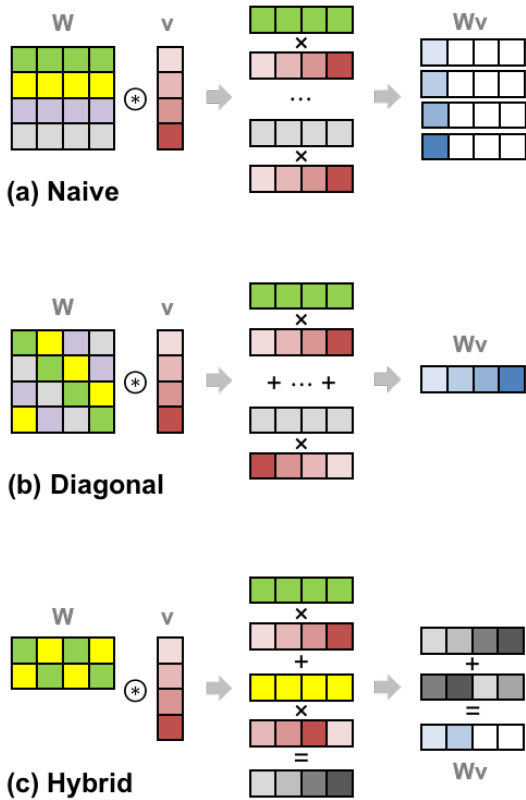 W v Wv
⊛ × ... ×
(a) Naive
W v Wv
⊛ × + ... + ×
(b) Diagonal
W v
⊛ × + × = + =
Wv
(c) Hybrid